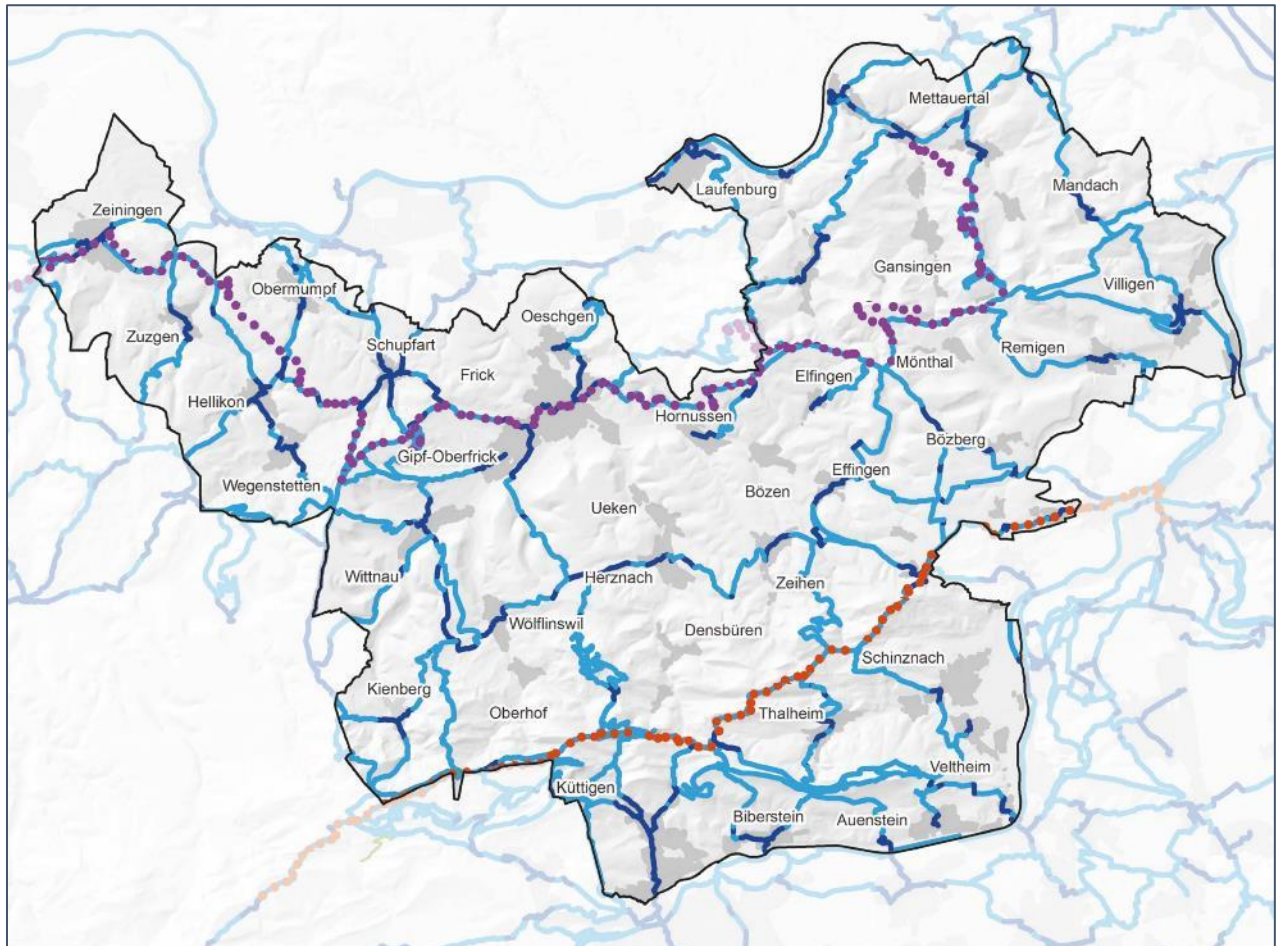 Mettauertal
Laufenburg
Mandach
Zeiningen
Gansingen
Villigen
Obermumpf
Oeschgen
Zuzgen
Schupfart
Remigen
Mönthal
Frick
Elfingen
Hellikon
Hornussen
Bözberg
Gipf-Oberfrick
Effingen
Wegenstetten
Bözen
Ueken
Wittnau
Herznach
Zeihen
Wölflinswil
Densbüren
Schinznach
Kienberg
Oberhof
Thalheim
Veltheim
Küttigen
Biberstein
Auenstein